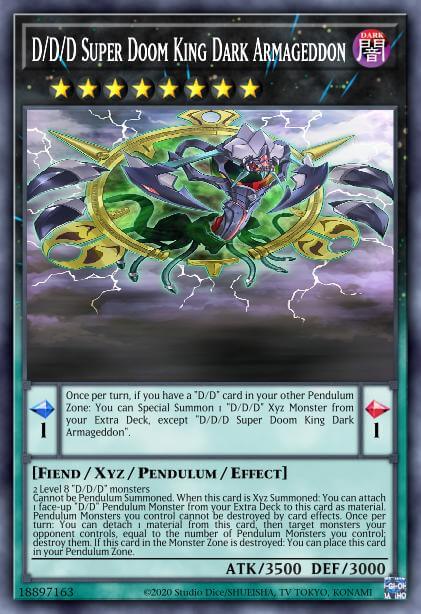 D/D/D Super Doom King Dark Armageddon
DARK
闇
Once per turn, if you have a "D/D" card in your other Pendulum
Zone: You can Special Summon 1 "D/D/D" Xyz Monster from
your Extra Deck, except "D/D/D Super Doom King Dark
Armageddon".
1
1
[Fiend / Xyz / Pendulum / Effect]
2 Level 8 "D/D/D" monsters
Cannot be Pendulum Summoned. When this card is Xyz Summoned: You can attach
1 face-up "D/D" Pendulum Monster from your Extra Deck to this card as material.
Pendulum Monsters you control cannot be destroyed by card effects. Once per
turn: You can detach 1 material from this card, then target monsters your
opponent controls, equal to the number of Pendulum Monsters you control;
destroy them. If this card in the Monster Zone is destroyed: You can place this card
in your Pendulum Zone.
ATK/3500 DEF/3000
18897163
©2020 Studio Dice/SHUEISHA, TV TOKYO, KONAMI